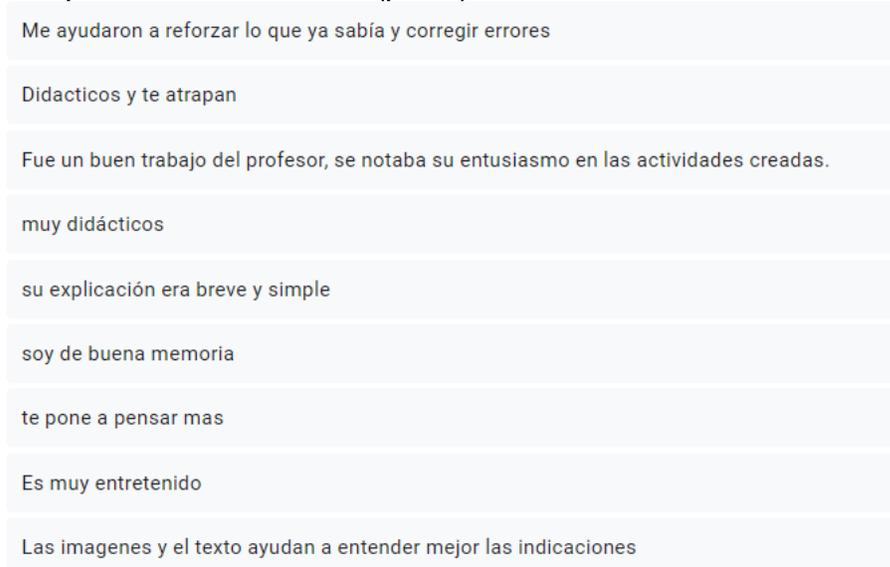 Me ayudaron a reforzar lo que ya sabía y corregir errores
Didacticos y te atrapan
Fue un buen trabajo del profesor, se notaba su entusiasmo en las actividades creadas.
muy didácticos
su explicación era breve y simple
soy de buena memoria
te pone a pensar mas
Es muy entretenido
Las imagenes y el texto ayudan a entender mejor las indicaciones